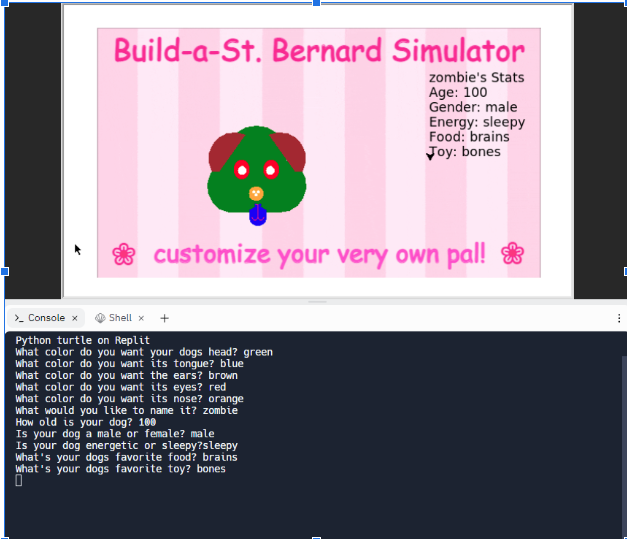 Build-a-St. Bernard Simulator
zombie's Stats
Age: 100
Gender: male
Energy: sleepy
Food: brains
Toy: bones
customize your very own pal!
Console
Shell
Python turtle on Replit
What color do you want your dogs head? green
What color do you want its tongue? blue
What color do you want the ears? brown
What color do you want its eyes? red
What color do you want its nose? orange
What would you like to name it? zombie
How old is your dog? 100
Is your dog a male or female? male
Is your dog energetic or sleepy?sleepy
What's your dogs favorite food? brains
What's your dogs favorite toy? bones